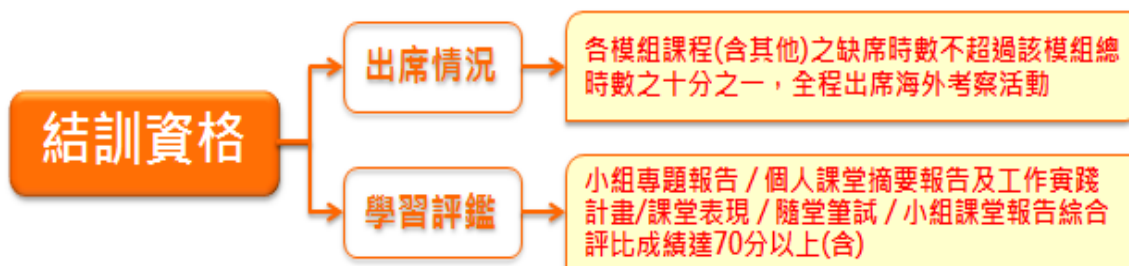 結訓資格
出席情況
各模組課程(含其他)之缺席時數不超過該模組總
時數之十分之一，全程出席海外考察活動
學習評鑑
小組專題報告 / 個人課堂摘要報告及工作實踐
計畫/課堂表現 / 隨堂筆試 / 小組課堂報告綜合
評比成績達70分以上(含)